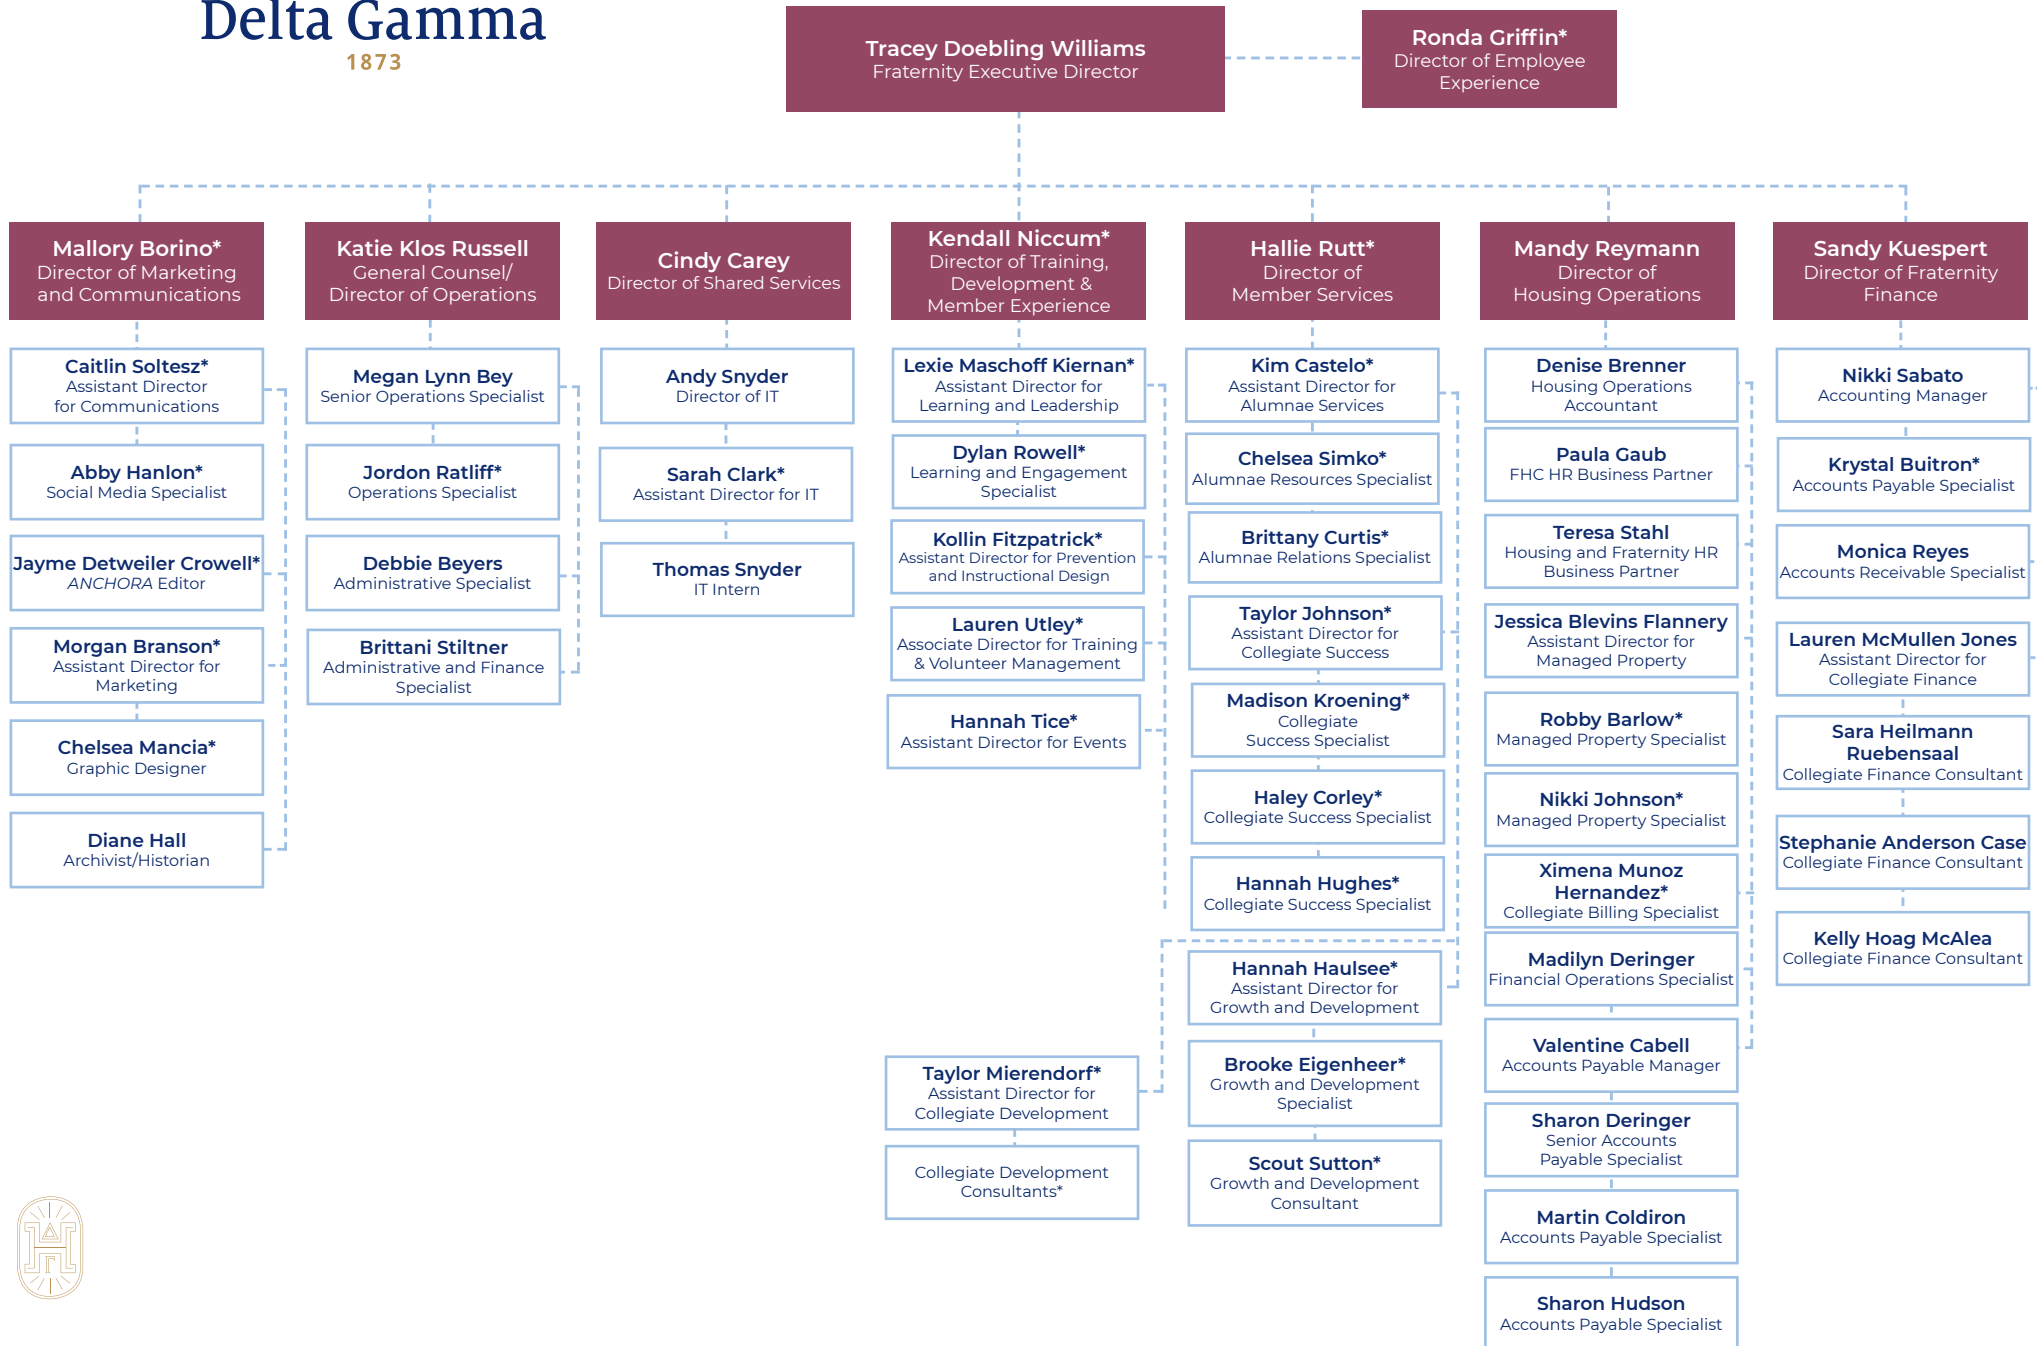 Delta Gamma
1873
Tracey Doebling Williams
Fraternity Executive Director
Ronda Griffin*
Director of Employee
Experience
Mallory Borino*
Director of Marketing
and Communications
Caitlin Soltesz*
Assistant Director
for Communications
Abby Hanlon*
Social Media Specialist
Jayme Detweiler Crowell*
ANCHORA Editor
Morgan Branson*
Assistant Director for
Marketing
Chelsea Mancia*
Graphic Designer
Diane Hall
Archivist/Historian
Katie Klos Russell
General Counsel/
Director of Operations
Megan Lynn Bey
Senior Operations Specialist
Jordon Ratliff*
Operations Specialist
Debbie Beyers
Administrative Specialist
Brittani Stiltner
Administrative and Finance
Specialist
Cindy Carey
Director of Shared Services
Andy Snyder
Director of IT
Sarah Clark*
Assistant Director for IT
Thomas Snyder
IT Intern
Kendall Niccum*
Director of Training,
Development &
Member Experience
Lexie Maschoff Kiernan*
Assistant Director for
Learning and Leadership
Dylan Rowell*
Learning and Engagement
Specialist
Kollin Fitzpatrick*
Assistant Director for Prevention
and Instructional Design
Lauren Utley*
Associate Director for Training
& Volunteer Management
Hannah Tice*
Assistant Director for Events
Taylor Mierendorf*
Assistant Director for
Collegiate Development
Collegiate Development
Consultants*
Hallie Rutt*
Director of
Member Services
Kim Castelo*
Assistant Director for
Alumnae Services
Chelsea Simko*
Alumnae Resources Specialist
Brittany Curtis*
Alumnae Relations Specialist
Taylor Johnson*
Assistant Director for
Collegiate Success
Madison Kroening*
Collegiate
Success Specialist
Haley Corley*
Collegiate Success Specialist
Hannah Hughes*
Collegiate Success Specialist
Hannah Haulsee*
Assistant Director for
Growth and Development
Brooke Eigenheer*
Growth and Development
Specialist
Scout Sutton*
Growth and Development
Consultant
Mandy Reymann
Director of
Housing Operations
Denise Brenner
Housing Operations
Accountant
Paula Gaub
FHC HR Business Partner
Teresa Stahl
Housing and Fraternity HR
Business Partner
Jessica Blevins Flannery
Assistant Director for
Managed Property
Robby Barlow*
Managed Property Specialist
Nikki Johnson*
Managed Property Specialist
Ximena Munoz
Hernandez*
Collegiate Billing Specialist
Madilyn Deringer
Financial Operations Specialist
Valentine Cabell
Accounts Payable Manager
Sharon Deringer
Senior Accounts
Payable Specialist
Martin Coldiron
Accounts Payable Specialist
Sharon Hudson
Accounts Payable Specialist
Sandy Kuespert
Director of Fraternity
Finance
Nikki Sabato
Accounting Manager
Krystal Buitron*
Accounts Payable Specialist
Monica Reyes
Accounts Receivable Specialist
Lauren McMullen Jones
Assistant Director for
Collegiate Finance
Sara Heilmann
Ruebensaal
Collegiate Finance Consultant
Stephanie Anderson Case
Collegiate Finance Consultant
Kelly Hoag McAlea
Collegiate Finance Consultant